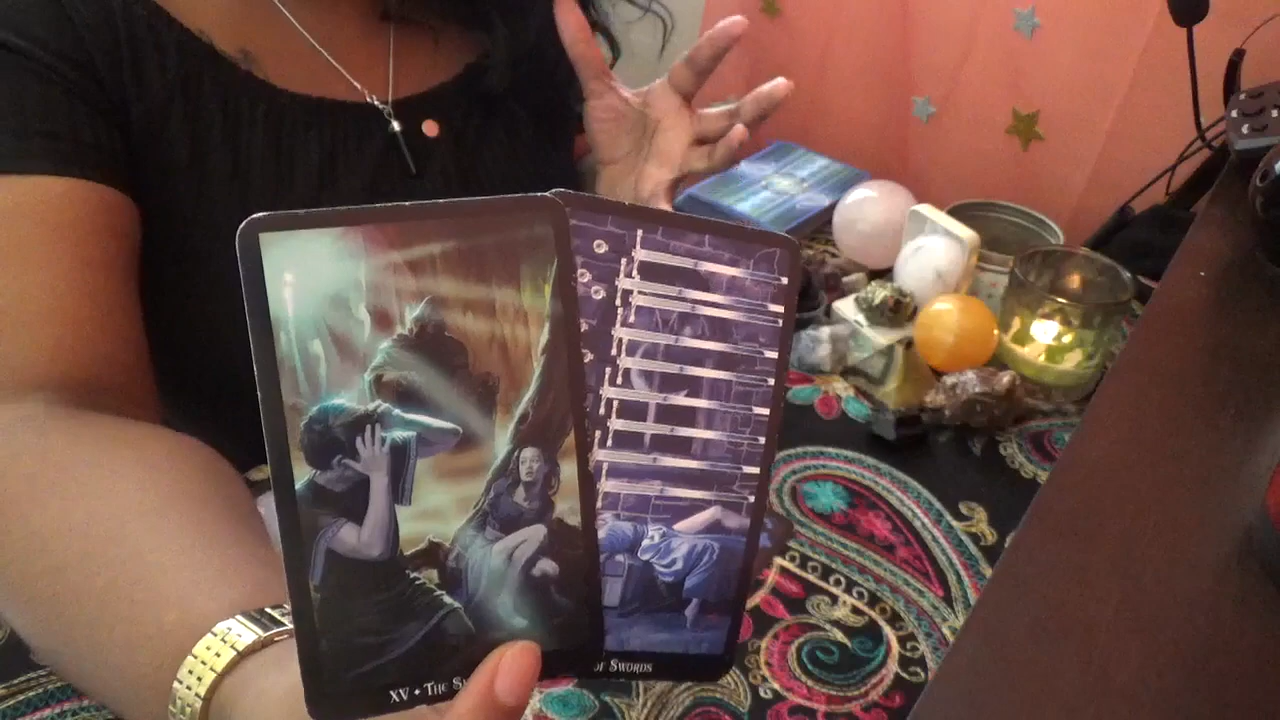 XV ✦ The S
of Swords